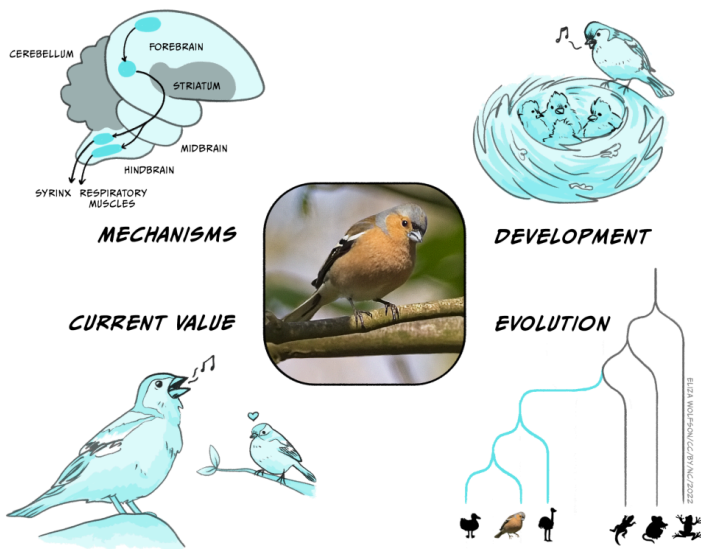 CEREBELLUM
FOREBRAIN
STRIATUM
MIDBRAIN
HINDBRAIN
SYRINX RESPIRATORY
MUSCLES
MECHANISMS
DEVELOPMENT
CURRENT VALUE
EVOLUTION
ELIZA WOLFSON/CC/BY/NC/2022